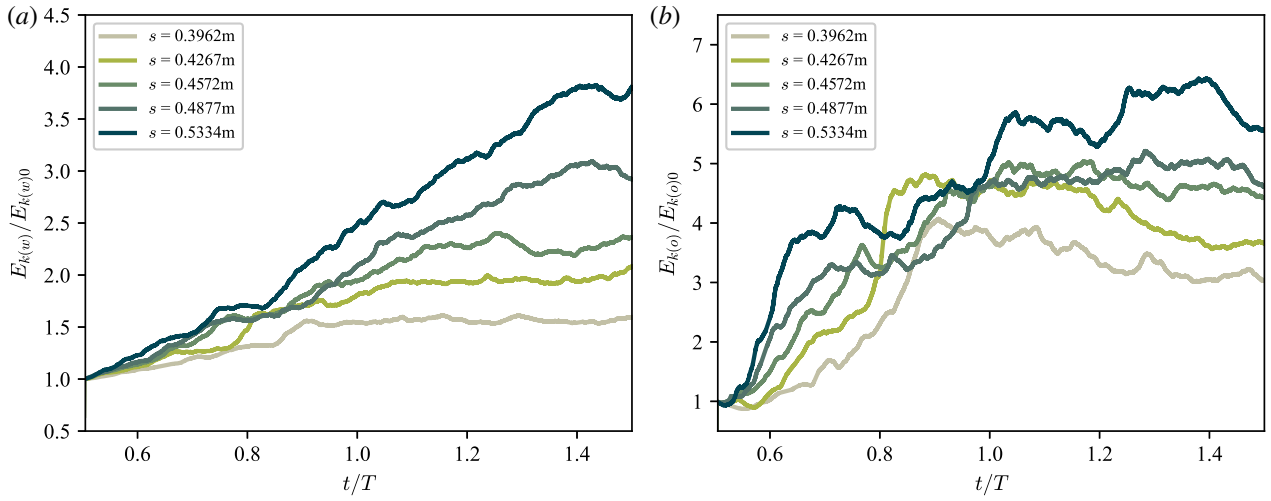 (a)
4.5
4.0
3.5
3.0
2.5
2.0
1.5
1.0
0.5
E_{k(w)}/E_{k(w)0}
s = 0.3962m
s = 0.4267m
s = 0.4572m
s = 0.4877m
s = 0.5334m
0.6 0.8 1.0 1.2 1.4
t/T
(b)
7
6
5
4
3
2
1
E_{k(o)}/E_{k(o)0}
s = 0.3962m
s = 0.4267m
s = 0.4572m
s = 0.4877m
s = 0.5334m
0.6 0.8 1.0 1.2 1.4
t/T